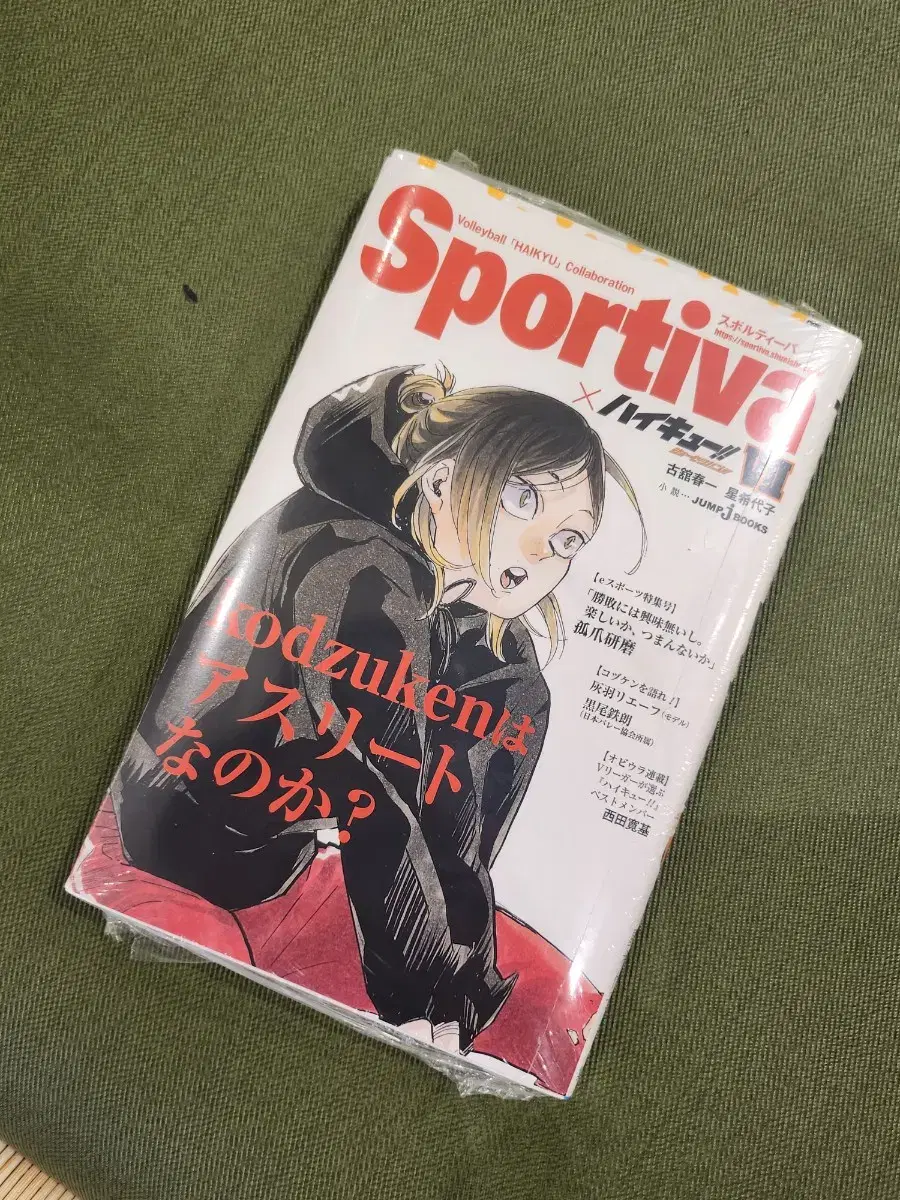 Sportiva
Volleyball「HAIKYU」Collaboration
スポルティーバ
×ハイキュー!!
VI
古舘春一 星希代子
小説…JUMP j BOOKS
【eスポーツ特集号】
「勝敗には興味無いし。
楽しいか、つまんないか」
孤爪研磨
【コヅケンを語れ!】
灰羽リエーフ(モデル)
黒尾鉄朗
(日本バレー協会所属)
【オビウラ連載】
Vリーガーが選ぶ
『ハイキュー!!』
ベストメンバー
西田寛基
kodzukenは
アスリート
なのか?